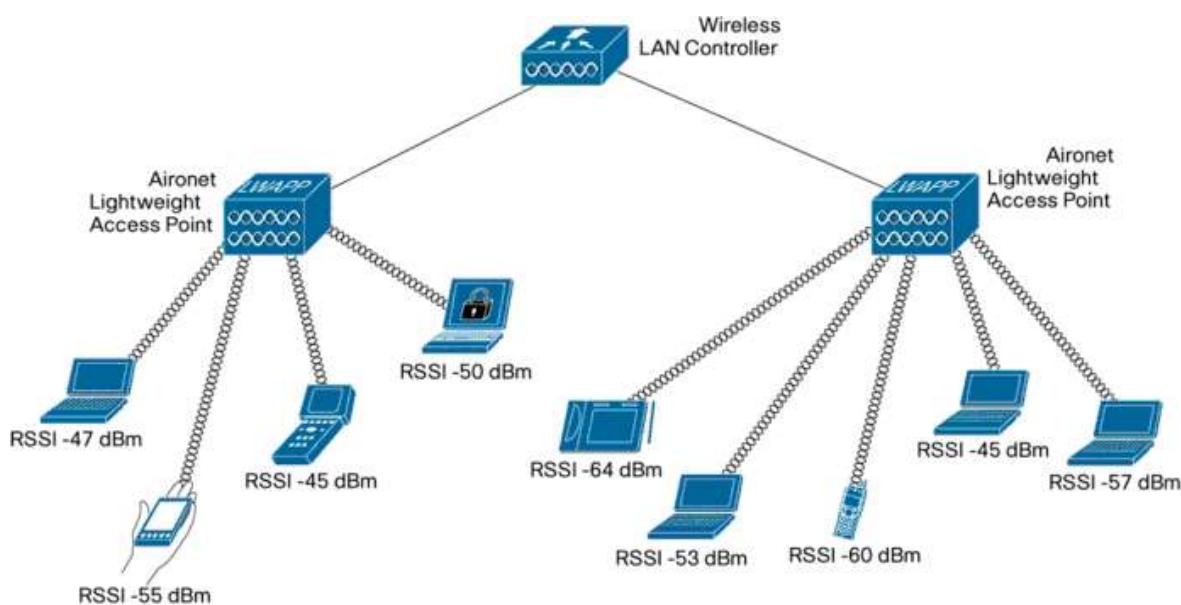 Wireless
LAN Controller
Aironet
Lightweight
Access Point
LWAPP
LWAPP
Aironet
Lightweight
Access Point
RSSI -50 dBm
RSSI -47 dBm
RSSI -45 dBm
RSSI -55 dBm
RSSI -64 dBm
RSSI -53 dBm
RSSI -60 dBm
RSSI -45 dBm
RSSI -57 dBm